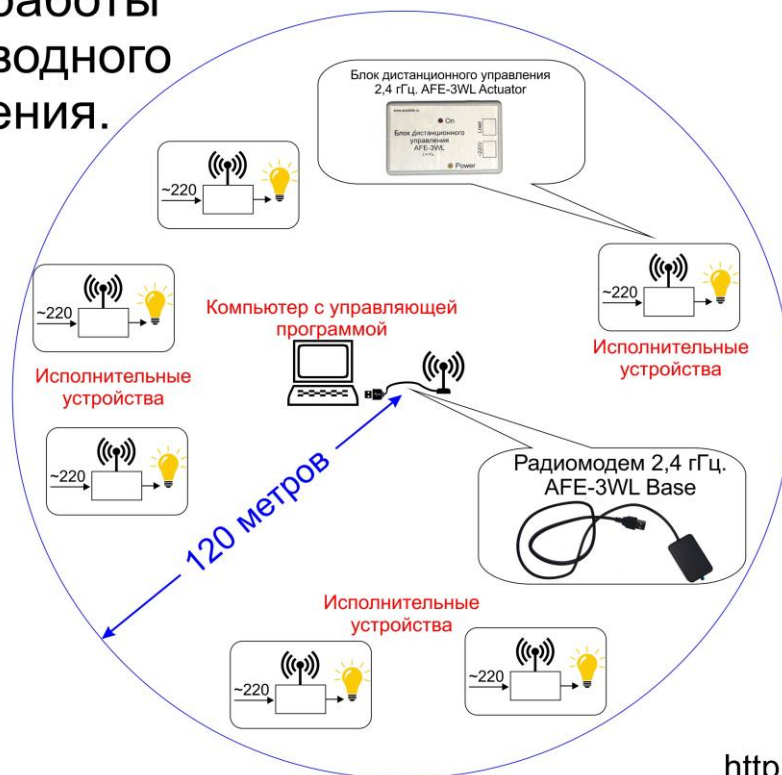 работы
водного
ения.
Блок дистанционного управления
2,4 гГц. AFE-3WL Actuator
On
Блок дистанционного
управления
AFE-3WL
Load
~220V
Power
~220
~220
~220
Компьютер с управляющей
программой
Исполнительные
устройства
Исполнительные
устройства
~220
120 метров
Радиомодем 2,4 гГц.
AFE-3WL Base
Исполнительные
устройства
~220
~220
http